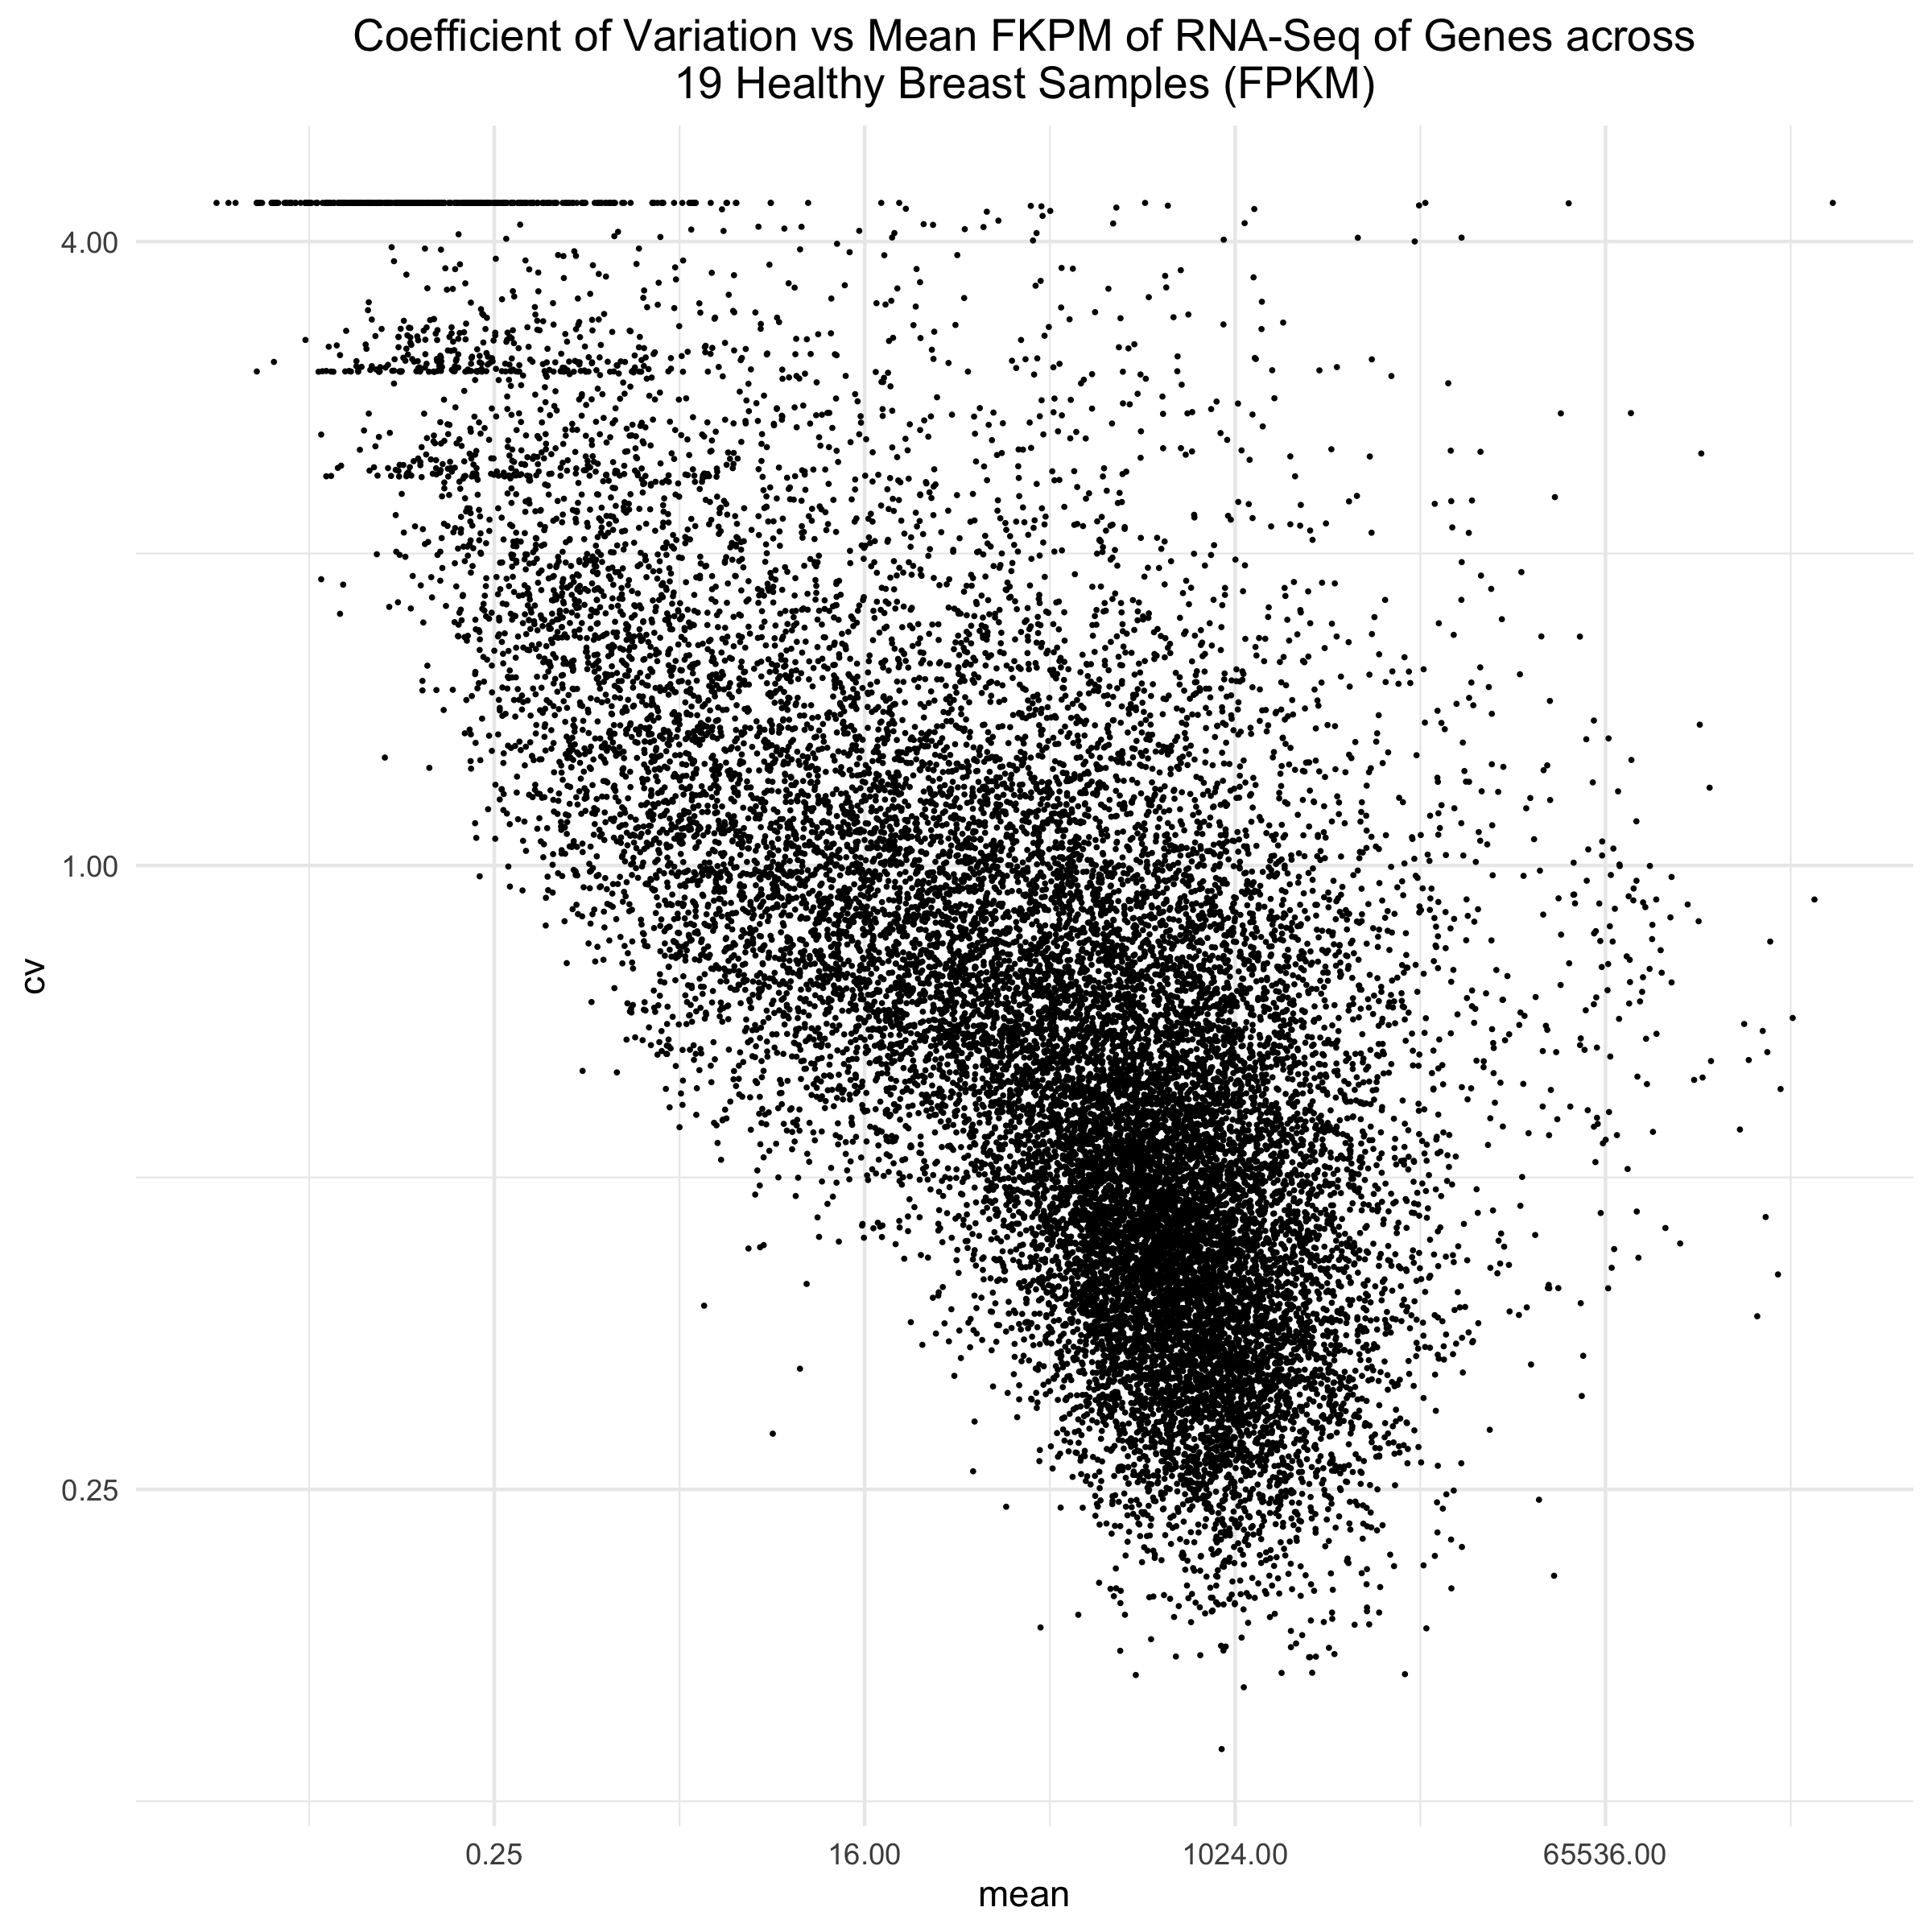 Coefficient of Variation vs Mean FKPM of RNA-Seq of Genes across
19 Healthy Breast Samples (FPKM)
4.00
1.00
cv
0.25
0.25
16.00
1024.00
65536.00
mean